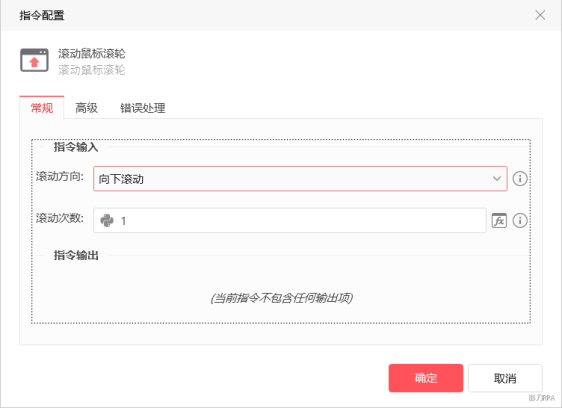 指令配置
滚动鼠标滚轮
滚动鼠标滚轮
常规 高级 错误处理
指令输入
滚动方向: 向下滚动
滚动次数: 1 fx
指令输出
(当前指令不包含任何输出项)
确定 取消
影刀RPA